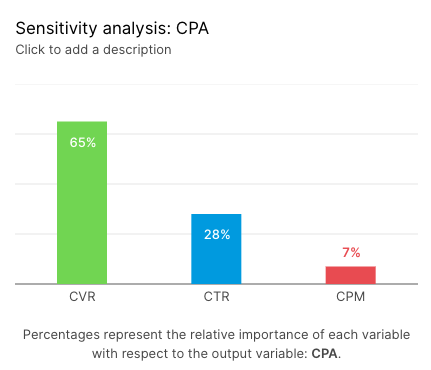 Sensitivity analysis: CPA
Click to add a description
65%
28%
7%
CVR
CTR
CPM
Percentages represent the relative importance of each variable
with respect to the output variable: CPA.